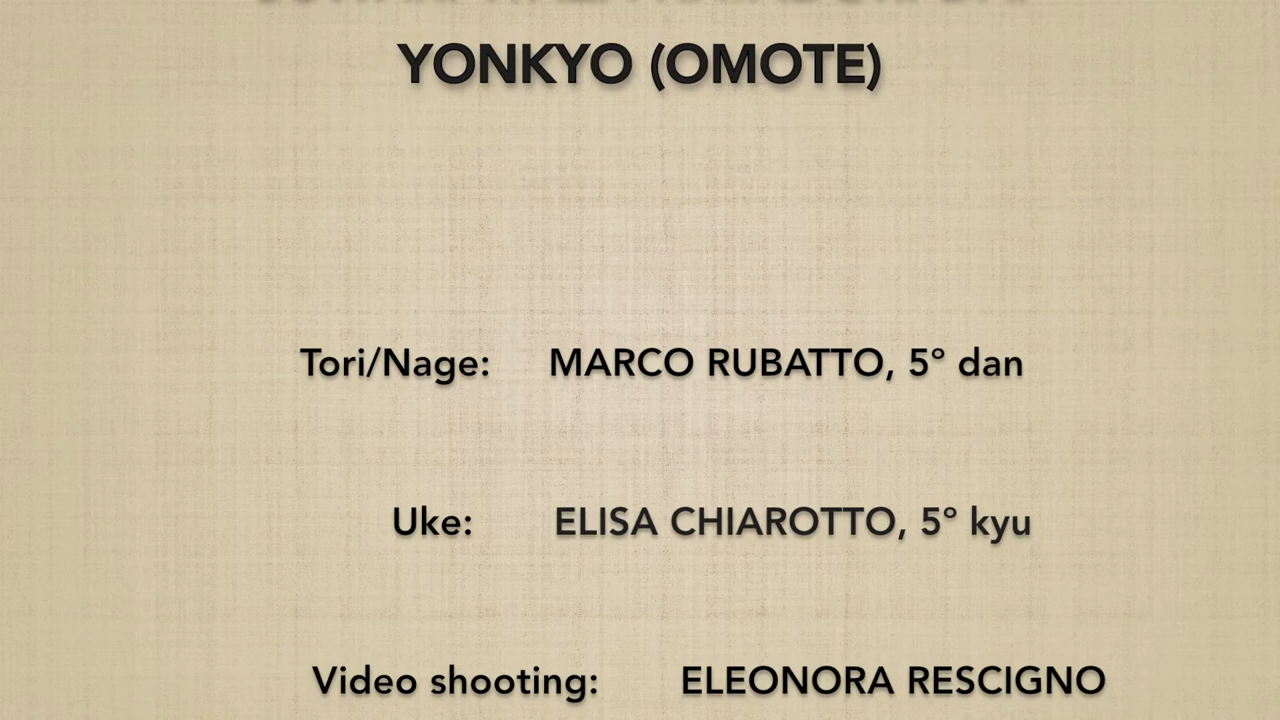 YONKYO (OMOTE)
Tori/Nage: MARCO RUBATTO, 5° dan
Uke: ELISA CHIAROTTO, 5° kyu
Video shooting: ELEONORA RESCIGNO